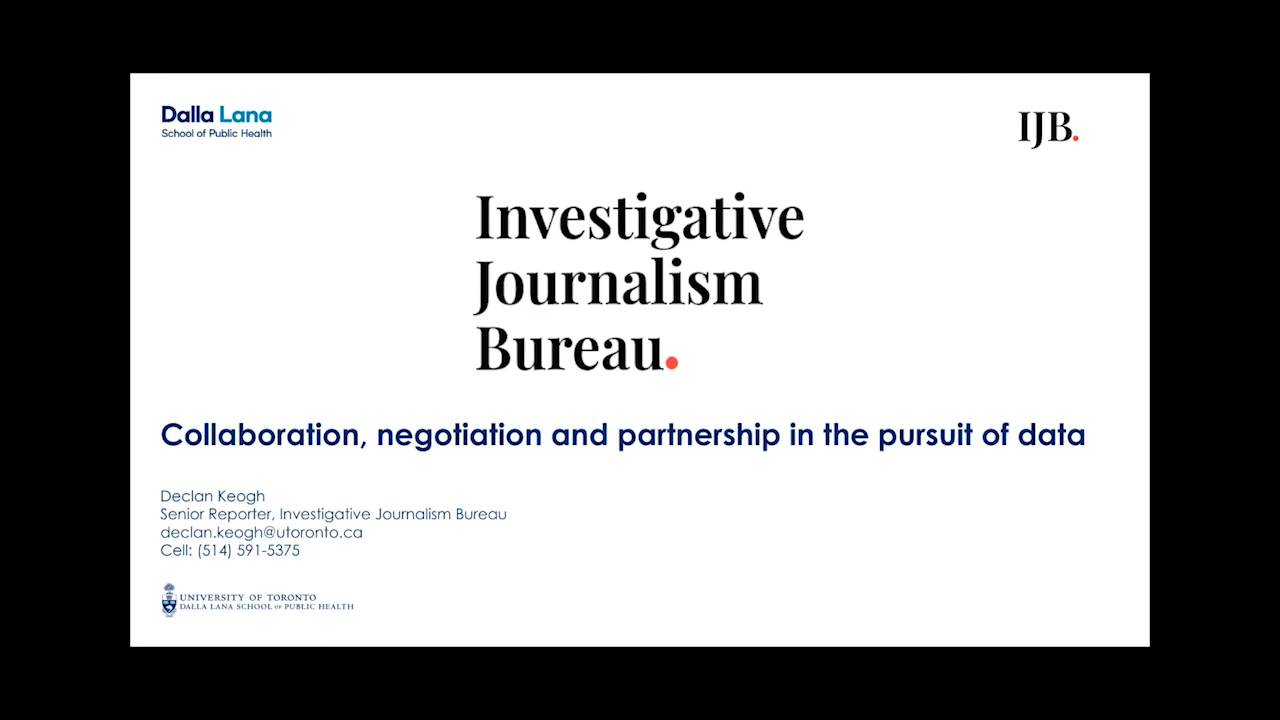 Dalla Lana
School of Public Health
IJB.
Investigative
Journalism
Bureau.
Collaboration, negotiation and partnership in the pursuit of data
Declan Keogh
Senior Reporter, Investigative Journalism Bureau
declan.keogh@utoronto.ca
Cell: (514) 591-5375
UNIVERSITY OF TORONTO
DALLA LANA SCHOOL OF PUBLIC HEALTH